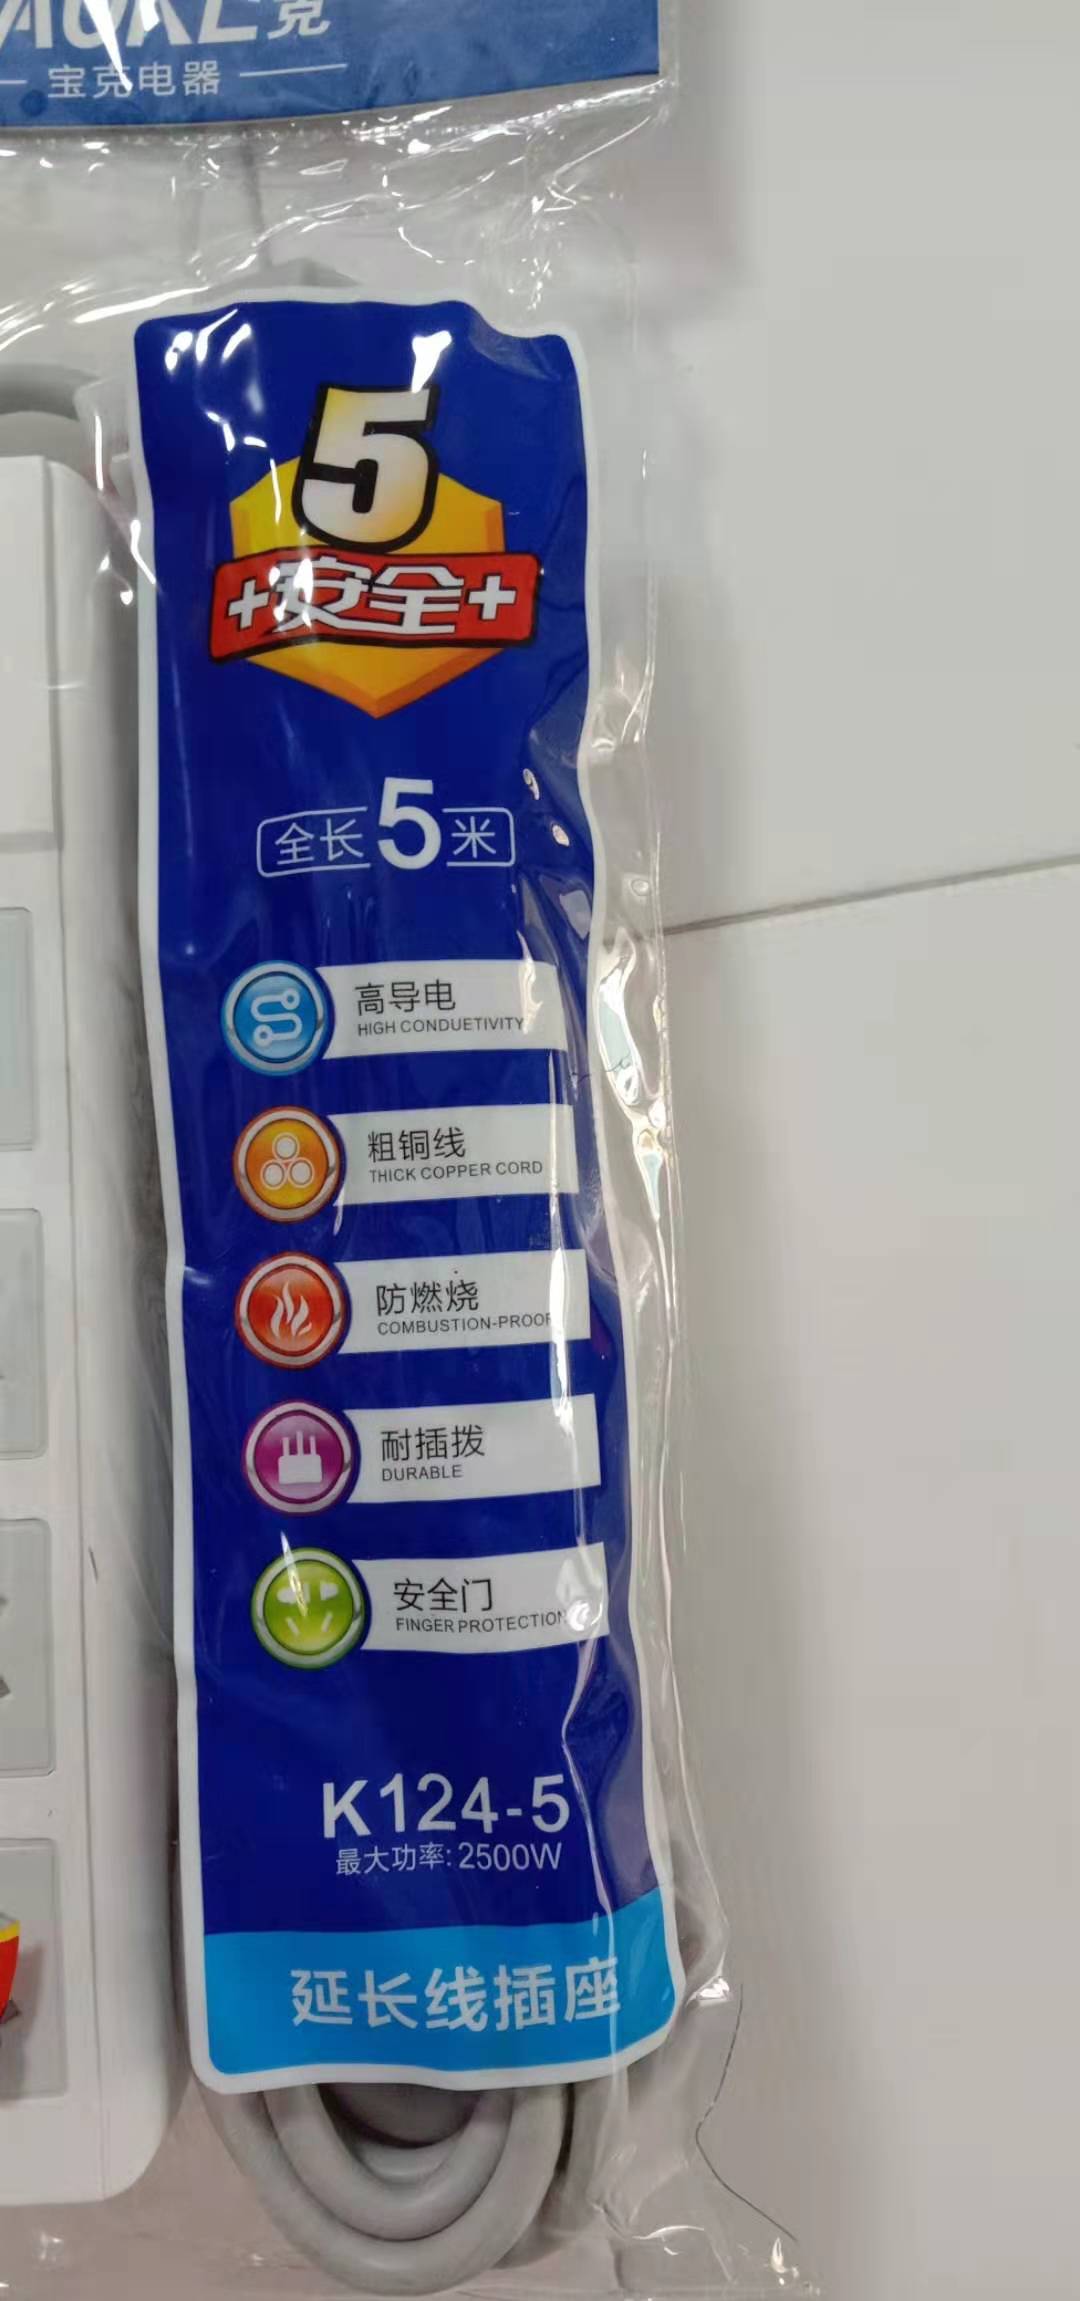 克
宝克电器
5
+安全+
全长5米
高导电
HIGH CONDUETIVITY
粗铜线
THICK COPPER CORD
防燃烧
COMBUSTION-PROOF
耐插拨
DURABLE
安全门
FINGER PROTECTION
K124-5
最大功率:2500W
延长线插座